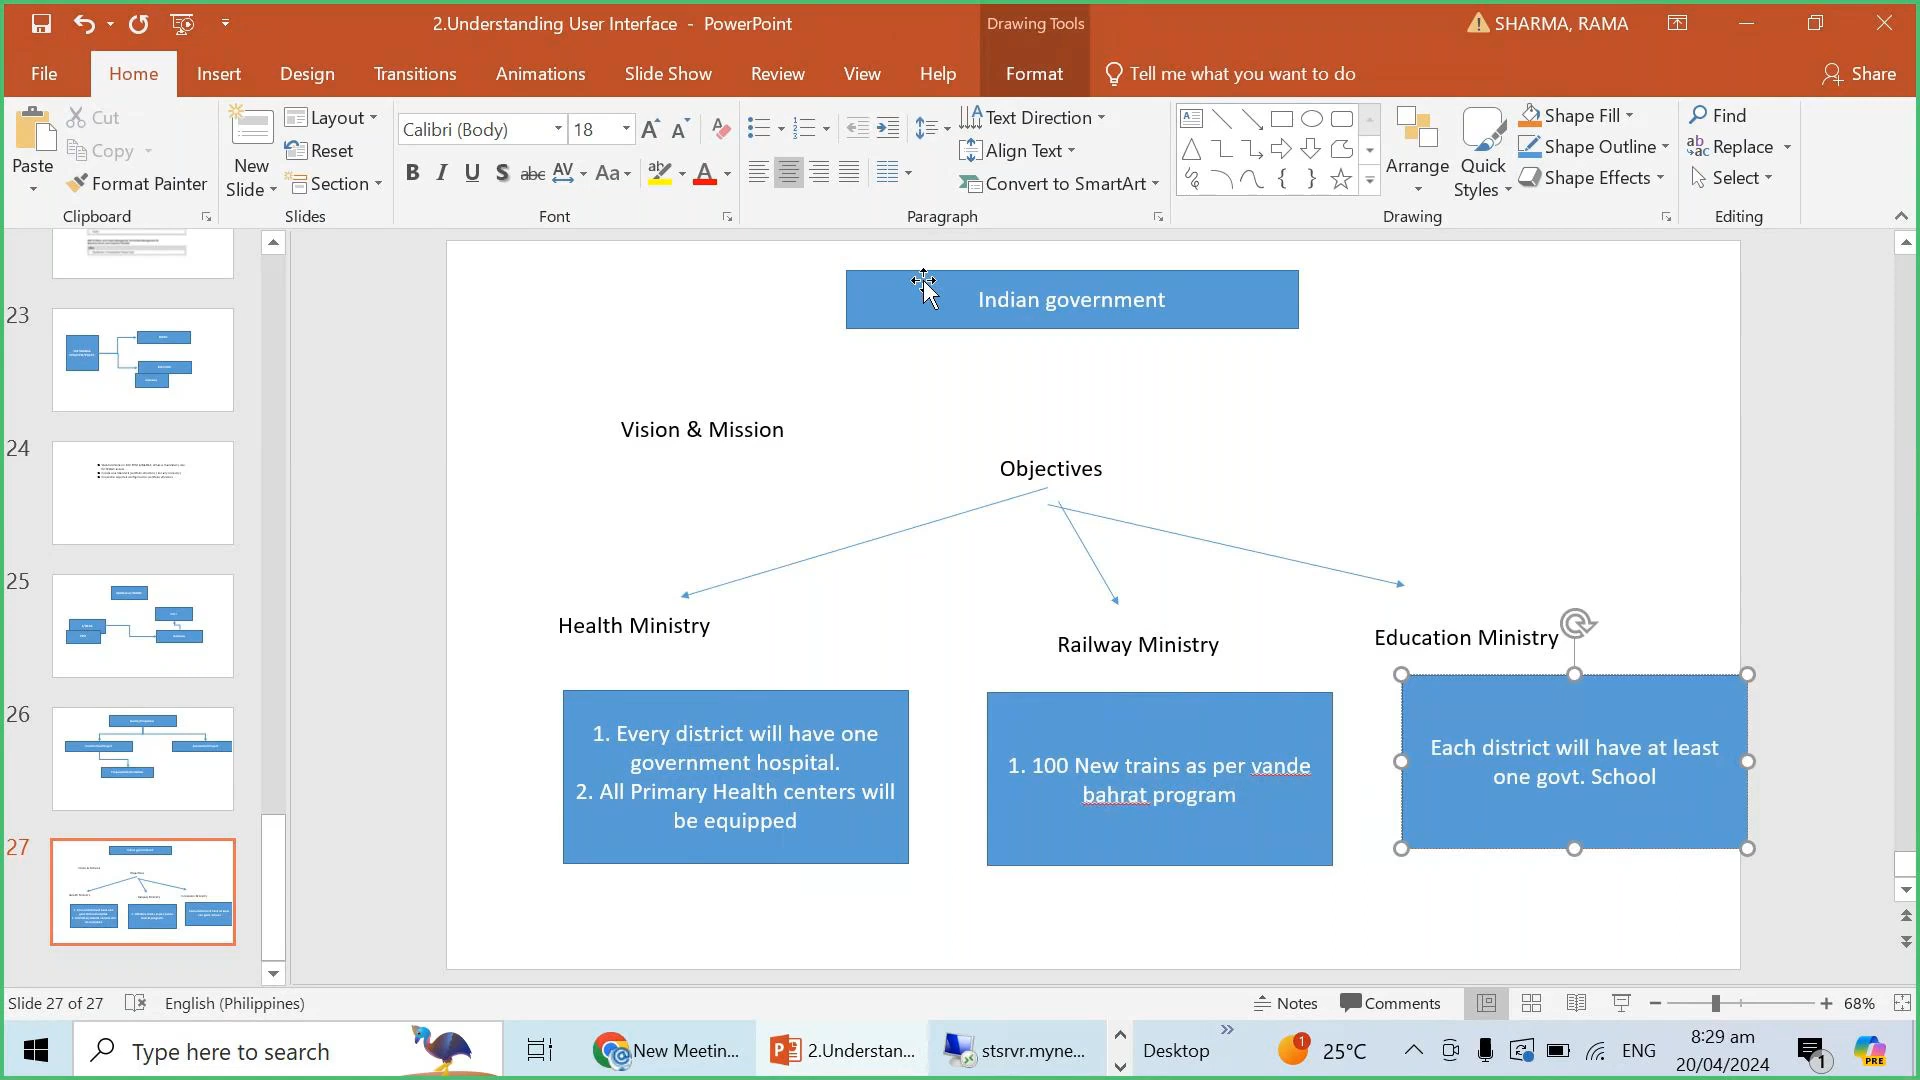 2.Understanding User Interface - PowerPoint
Drawing Tools
SHARMA, RAMA
File Home Insert Design Transitions Animations Slide Show Review View Help Format Tell me what you want to do Share
Paste
Cut
Copy
Format Painter
Clipboard
New Slide
Layout
Reset
Section
Slides
Calibri (Body) 18
B I U S abc AV Aa A
Font
Text Direction
Align Text
Convert to SmartArt
Paragraph
Arrange
Quick Styles
Shape Fill
Shape Outline
Shape Effects
Drawing
Find
Replace
Select
Editing
23
24
25
26
27
Indian government
Vision & Mission
Objectives
Health Ministry
Railway Ministry
Education Ministry
1. Every district will have one
government hospital.
2. All Primary Health centers will
be equipped
1. 100 New trains as per vande
bahrat program
Each district will have at least
one govt. School
Slide 27 of 27 English (Philippines) Notes Comments 68%
Type here to search
New Meetin...
2.Understan...
stsrvr.myne...
Desktop
1
25°C
ENG
8:29 am
20/04/2024
1
PRE